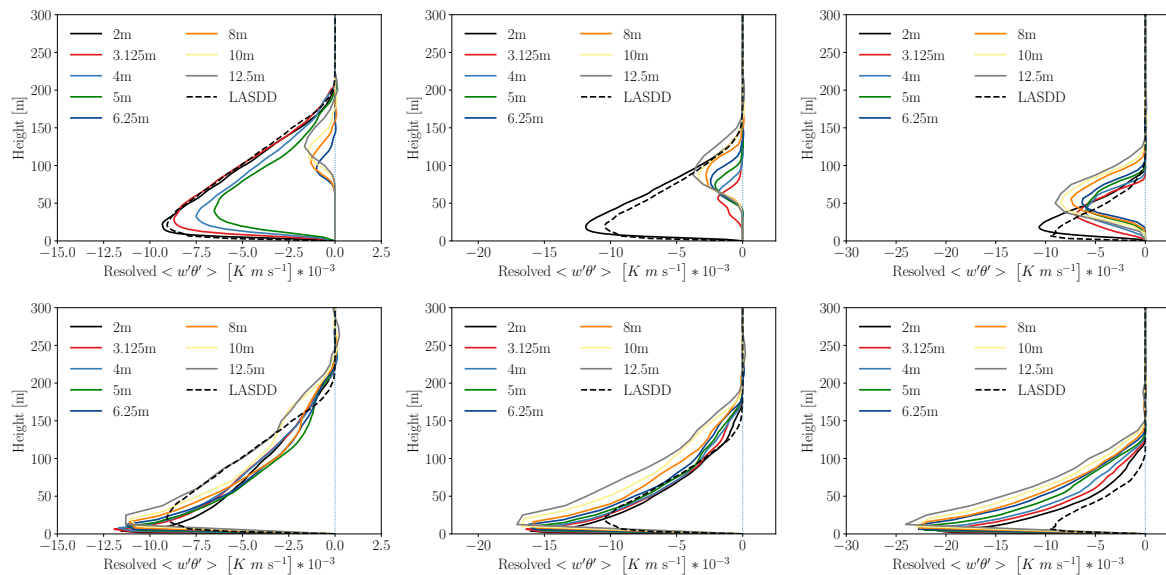 300
250
200
150
100
50
0
Height [m]
2m
3.125m
4m
5m
6.25m
8m
10m
12.5m
LASDD
−15.0 −12.5 −10.0 −7.5 −5.0 −2.5 0.0 2.5
Resolved < w′θ′ > [K m s⁻¹] * 10⁻³
300
250
200
150
100
50
0
Height [m]
2m
3.125m
4m
5m
6.25m
8m
10m
12.5m
LASDD
−20 −15 −10 −5 0
Resolved < w′θ′ > [K m s⁻¹] * 10⁻³
300
250
200
150
100
50
0
Height [m]
2m
3.125m
4m
5m
6.25m
8m
10m
12.5m
LASDD
−30 −25 −20 −15 −10 −5 0
Resolved < w′θ′ > [K m s⁻¹] * 10⁻³
300
250
200
150
100
50
0
Height [m]
2m
3.125m
4m
5m
6.25m
8m
10m
12.5m
LASDD
−15.0 −12.5 −10.0 −7.5 −5.0 −2.5 0.0 2.5
Resolved < w′θ′ > [K m s⁻¹] * 10⁻³
300
250
200
150
100
50
0
Height [m]
2m
3.125m
4m
5m
6.25m
8m
10m
12.5m
LASDD
−20 −15 −10 −5 0
Resolved < w′θ′ > [K m s⁻¹] * 10⁻³
300
250
200
150
100
50
0
Height [m]
2m
3.125m
4m
5m
6.25m
8m
10m
12.5m
LASDD
−30 −25 −20 −15 −10 −5 0
Resolved < w′θ′ > [K m s⁻¹] * 10⁻³